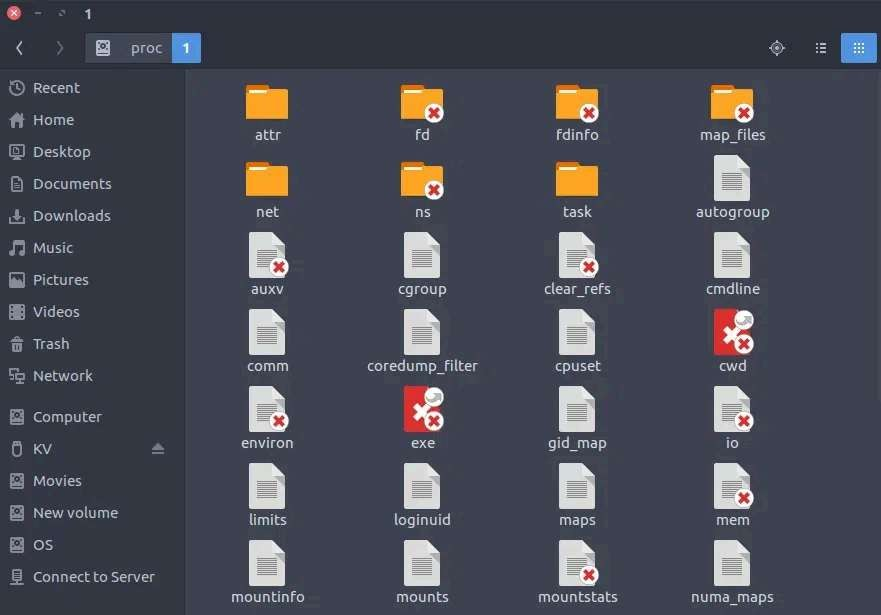 1
proc 1
Recent
Home
Desktop
Documents
Downloads
Music
Pictures
Videos
Trash
Network
Computer
KV
Movies
New volume
OS
Connect to Server
attr fd fdinfo map_files
net ns task autogroup
auxv cgroup clear_refs cmdline
comm coredump_filter cpuset cwd
environ exe gid_map io
limits loginuid maps mem
mountinfo mounts mountstats numa_maps